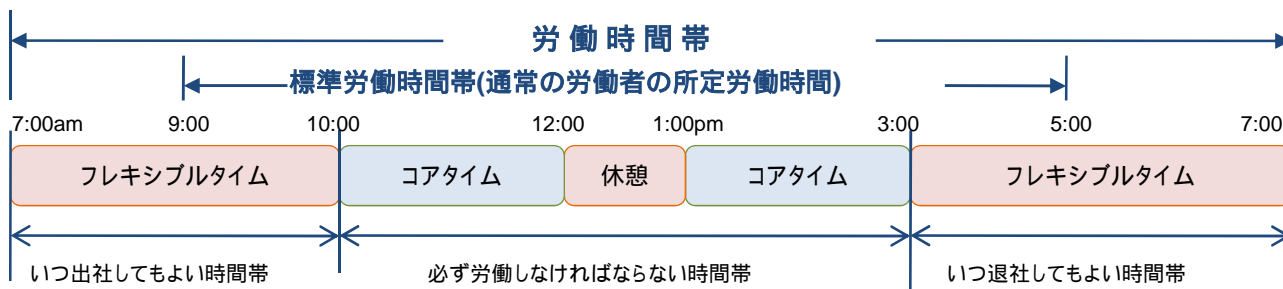 労働時間帯
標準労働時間帯(通常の労働者の所定労働時間)
7:00am 9:00 10:00 12:00 1:00pm 3:00 5:00 7:00
フレキシブルタイム コアタイム 休憩 コアタイム フレキシブルタイム
いつ出社してもよい時間帯 必ず労働しなければならない時間帯 いつ退社してもよい時間帯